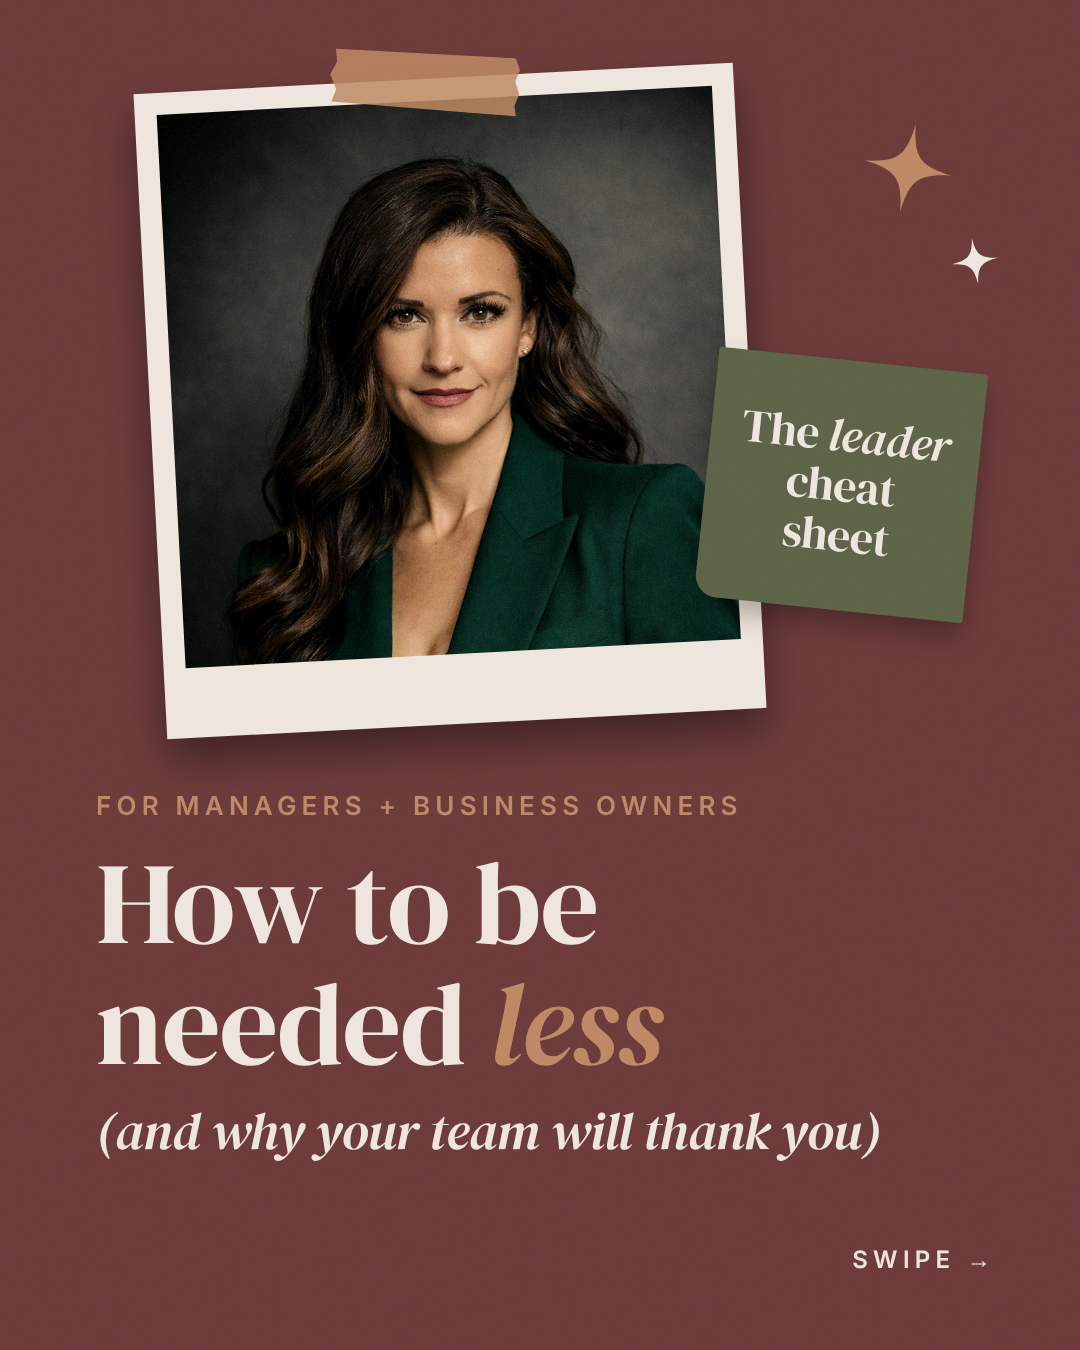 The leader
cheat
sheet
FOR MANAGERS + BUSINESS OWNERS
How to be
needed less
(and why your team will thank you)
SWIPE →